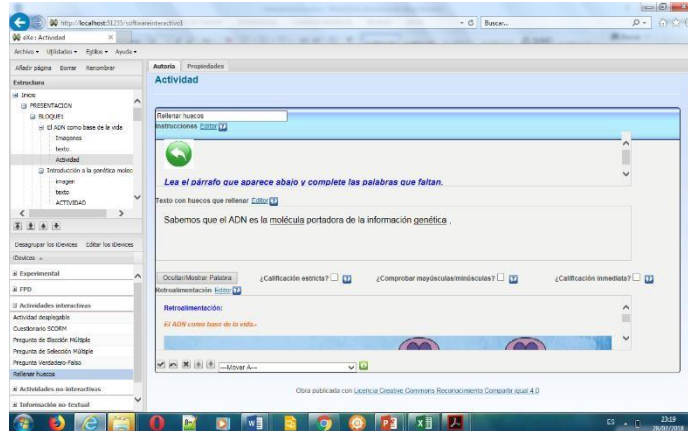 http://localhost:51235/softwareinteractivo1
Buscar...
eXe : Actividad
Archivo Utilidades Estilos Ayuda
Añadir página Borrar Renombrar
Autoría Propiedades
Estructura
Actividad
Inicio
PRESENTACION
BLOQUE1
El ADN como base de la vida
Imagenes
texto
Actividad
Introducción a la genética molec
imagen
texto
ACTIVIDAD
Rellenar huecos
Instrucciones Editor
Lea el párrafo que aparece abajo y complete las palabras que faltan.
Texto con huecos que rellenar Editor
Sabemos que el ADN es la molécula portadora de la información genética ,
Desagrupar los iDevices Editar los iDevices
iDevices
Experimental
FPD
Actividades interactivas
Actividad desplegable
Cuestionario SCORM
Pregunta de Elección Múltiple
Pregunta de Selección Múltiple
Pregunta Verdadero-Falso
Rellenar huecos
Actividades no-interactivas
Información no-textual
Ocultar/Mostrar Palabra ¿Calificación estricta? ¿Comprobar mayúsculas/minúsculas? ¿Calificación inmediata?
Retroalimentación Editor
Retroalimentación:
El ADN como base de la vida.-
---Mover A---
Obra publicada con Licencia Creative Commons Reconocimiento Compartir igual 4.0
ES
23:19
28/07/2018